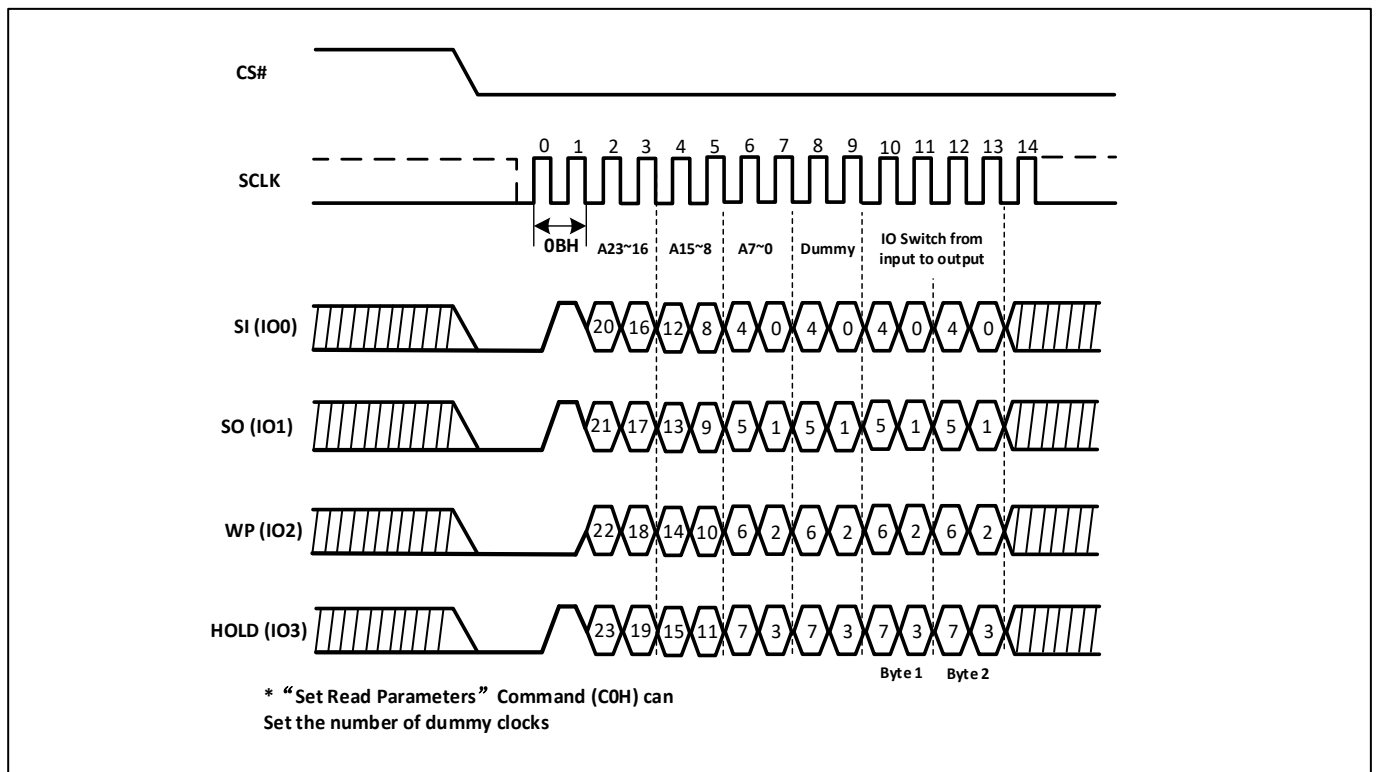 CS#
0 1 2 3 4 5 6 7 8 9 10 11 12 13 14
SCLK
0BH A23~16 A15~8 A7~0 Dummy IO Switch from
input to output
SI (IO0) 20 16 12 8 4 0 4 0 4 0 4 0
SO (IO1) 21 17 13 9 5 1 5 1 5 1 5 1
WP (IO2) 22 18 14 10 6 2 6 2 6 2 6 2
HOLD (IO3) 23 19 15 11 7 3 7 3 7 3 7 3
Byte 1 Byte 2
* “Set Read Parameters” Command (C0H) can
Set the number of dummy clocks